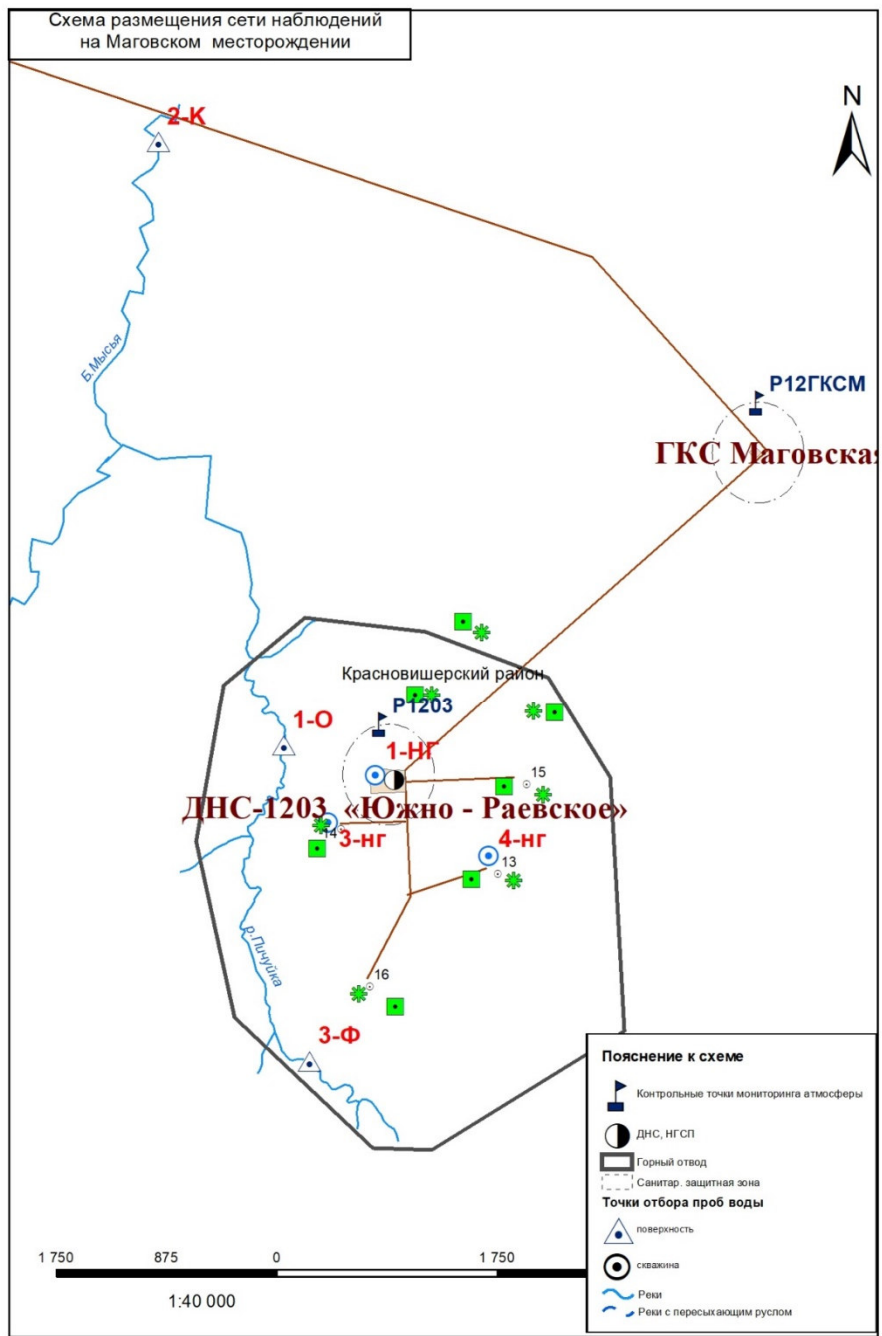 Схема размещения сети наблюдений
на Маговском месторождении
N
2-К
Б.Мысья
Р12ГКСМ
ГКС Маговская
Красновишерский район
Р1203
1-О
1-НГ
15
ДНС-1203 «Южно - Раевское»
14
3-нг
4-нг
13
р.Пичуйка
16
3-Ф
Пояснение к схеме
Контрольные точки мониторинга атмосферы
ДНС, НГСП
Горный отвод
Санитар. защитная зона
Точки отбора проб воды
поверхность
скважина
Реки
Реки с пересыхающим руслом
1 750 875 0 1 750
1:40 000